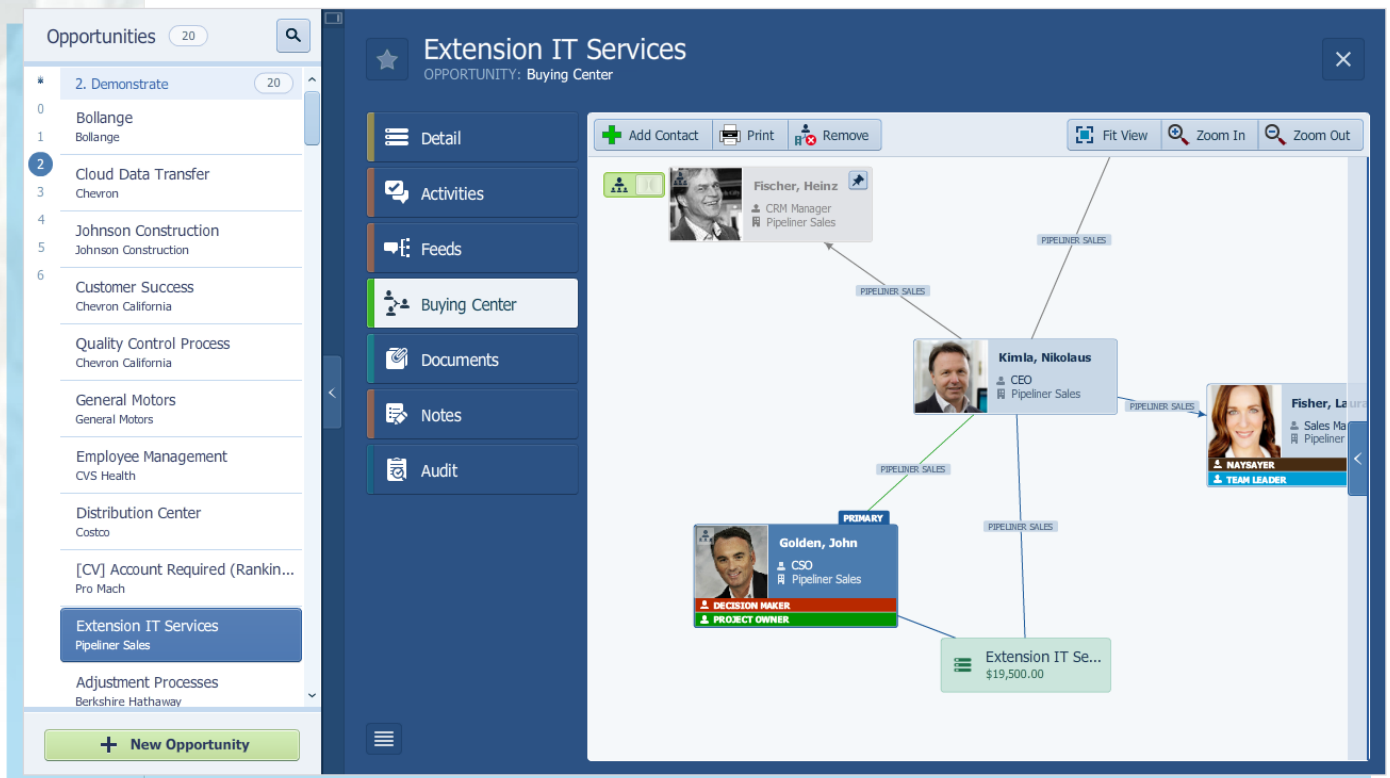 Opportunities 20
* 2. Demonstrate 20
0
1
2
3
4
5
6
Bollange
Bollange
Cloud Data Transfer
Chevron
Johnson Construction
Johnson Construction
Customer Success
Chevron California
Quality Control Process
Chevron California
General Motors
General Motors
Employee Management
CVS Health
Distribution Center
Costco
[CV] Account Required (Rankin...
Pro Mach
Extension IT Services
Pipeliner Sales
Adjustment Processes
Berkshire Hathaway
+ New Opportunity
Extension IT Services
OPPORTUNITY: Buying Center
Detail
Activities
Feeds
Buying Center
Documents
Notes
Audit
Add Contact Print Remove Fit View Zoom In Zoom Out
Fischer, Heinz
CRM Manager
Pipeliner Sales
PIPELINER SALES
PIPELINER SALES
Kimla, Nikolaus
CEO
Pipeliner Sales
PIPELINER SALES
Fisher, Laura
Sales Ma
Pipeliner
NAYSAYER
TEAM LEADER
PIPELINER SALES
PIPELINER SALES
PRIMARY
Golden, John
CSO
Pipeliner Sales
DECISION MAKER
PROJECT OWNER
Extension IT Se...
$19,500.00